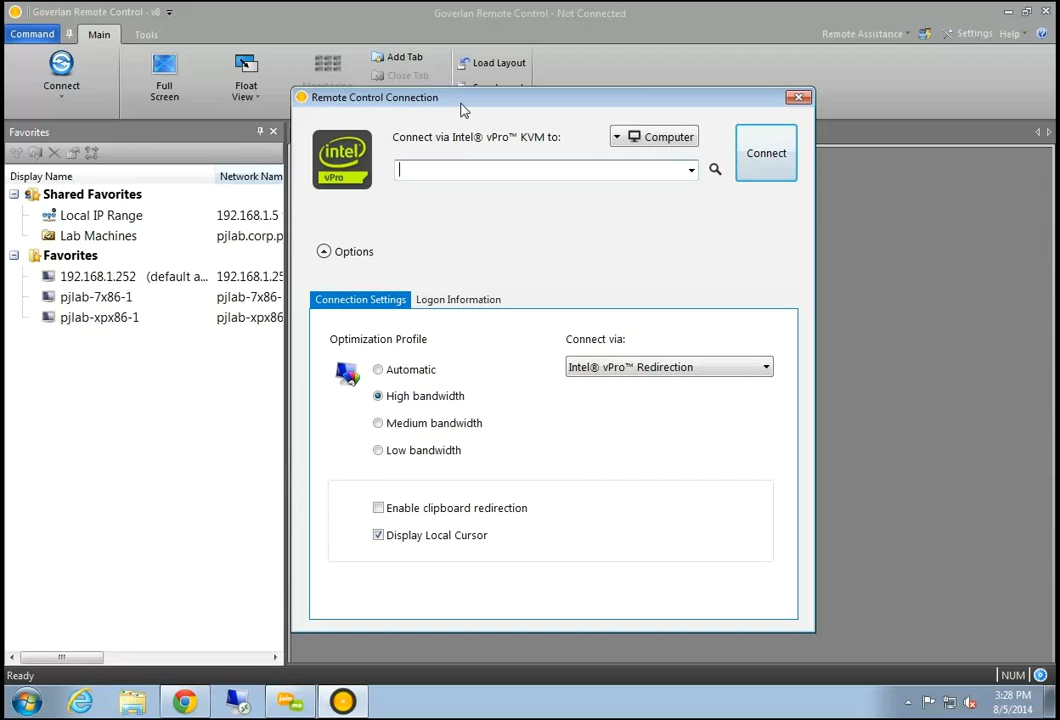 Goverlan Remote Control - v8
Goverlan Remote Control - Not Connected
Command
Main
Tools
Remote Assistance
Settings
Help
Connect
Full
Screen
Float
View
Add Tab
Close Tab
Load Layout
Favorites
Display Name
Network Nam
Shared Favorites
Local IP Range
192.168.1.5
Lab Machines
pjlab.corp.p
Favorites
192.168.1.252 (default a...
192.168.1.25
pjlab-7x86-1
pjlab-7x86-
pjlab-xpx86-1
pjlab-xpx86-
Remote Control Connection
intel
vPro
Connect via Intel® vPro™ KVM to:
Computer
Connect
Options
Connection Settings
Logon Information
Optimization Profile
Automatic
High bandwidth
Medium bandwidth
Low bandwidth
Connect via:
Intel® vPro™ Redirection
Enable clipboard redirection
Display Local Cursor
Ready
NUM
3:28 PM
8/5/2014